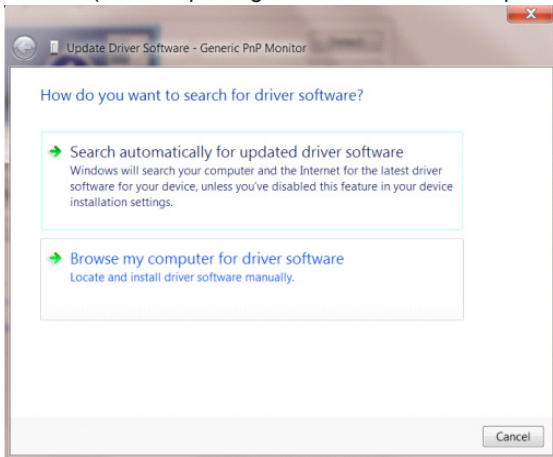 Update Driver Software - Generic PnP Monitor
How do you want to search for driver software?
Search automatically for updated driver software
Windows will search your computer and the Internet for the latest driver
software for your device, unless you've disabled this feature in your device
installation settings.
Browse my computer for driver software
Locate and install driver software manually.
Cancel